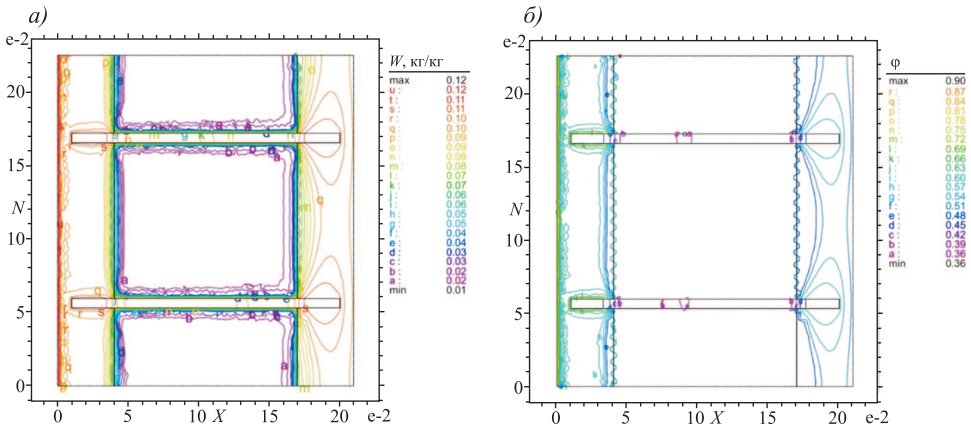 а)
б)
e-2
e-2
W, кг/кг
φ
max 0.12
u : 0.12
t : 0.11
s : 0.11
r : 0.10
q : 0.10
p : 0.09
o : 0.09
n : 0.08
m : 0.08
l : 0.07
k : 0.07
j : 0.06
i : 0.06
h : 0.05
g : 0.05
f : 0.04
e : 0.04
d : 0.03
c : 0.03
b : 0.02
a : 0.02
min 0.01
max 0.90
r : 0.87
q : 0.84
p : 0.81
o : 0.78
n : 0.75
m : 0.72
l : 0.69
k : 0.66
j : 0.63
i : 0.60
h : 0.57
g : 0.54
f : 0.51
e : 0.48
d : 0.45
c : 0.42
b : 0.39
a : 0.36
min 0.36
20
15
N
10
5
0
0 5 10 X 15 20
e-2
20
15
N
10
5
0
0 5 10 X 15 20
e-2